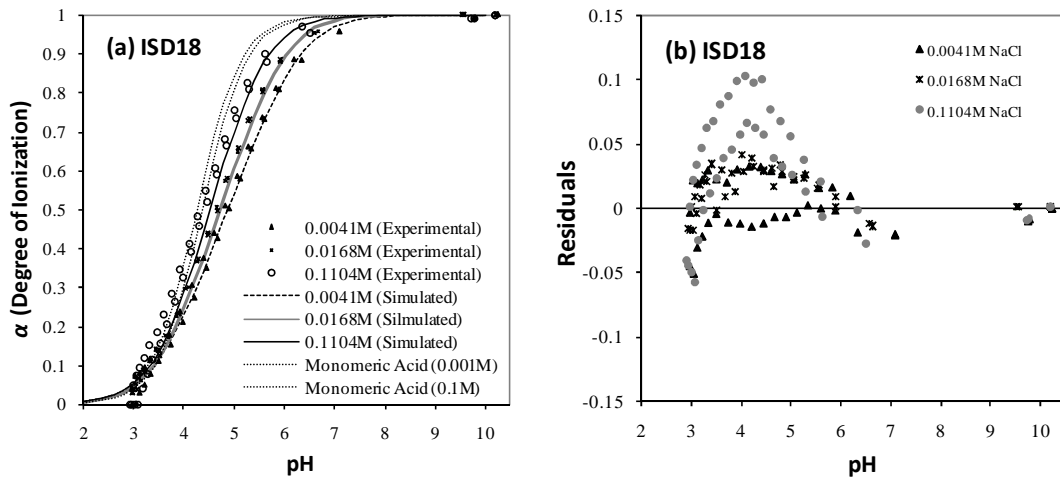 (a) ISD18
α (Degree of Ionization)
1
0.9
0.8
0.7
0.6
0.5
0.4
0.3
0.2
0.1
0
2 3 4 5 6 7 8 9 10
pH
0.0041M (Experimental)
0.0168M (Experimental)
0.1104M (Experimental)
0.0041M (Simulated)
0.0168M (Silmulated)
0.1104M (Simulated)
Monomeric Acid (0.001M)
Monomeric Acid (0.1M)
(b) ISD18
Residuals
0.15
0.1
0.05
0
-0.05
-0.1
-0.15
2 3 4 5 6 7 8 9 10
pH
0.0041M NaCl
0.0168M NaCl
0.1104M NaCl